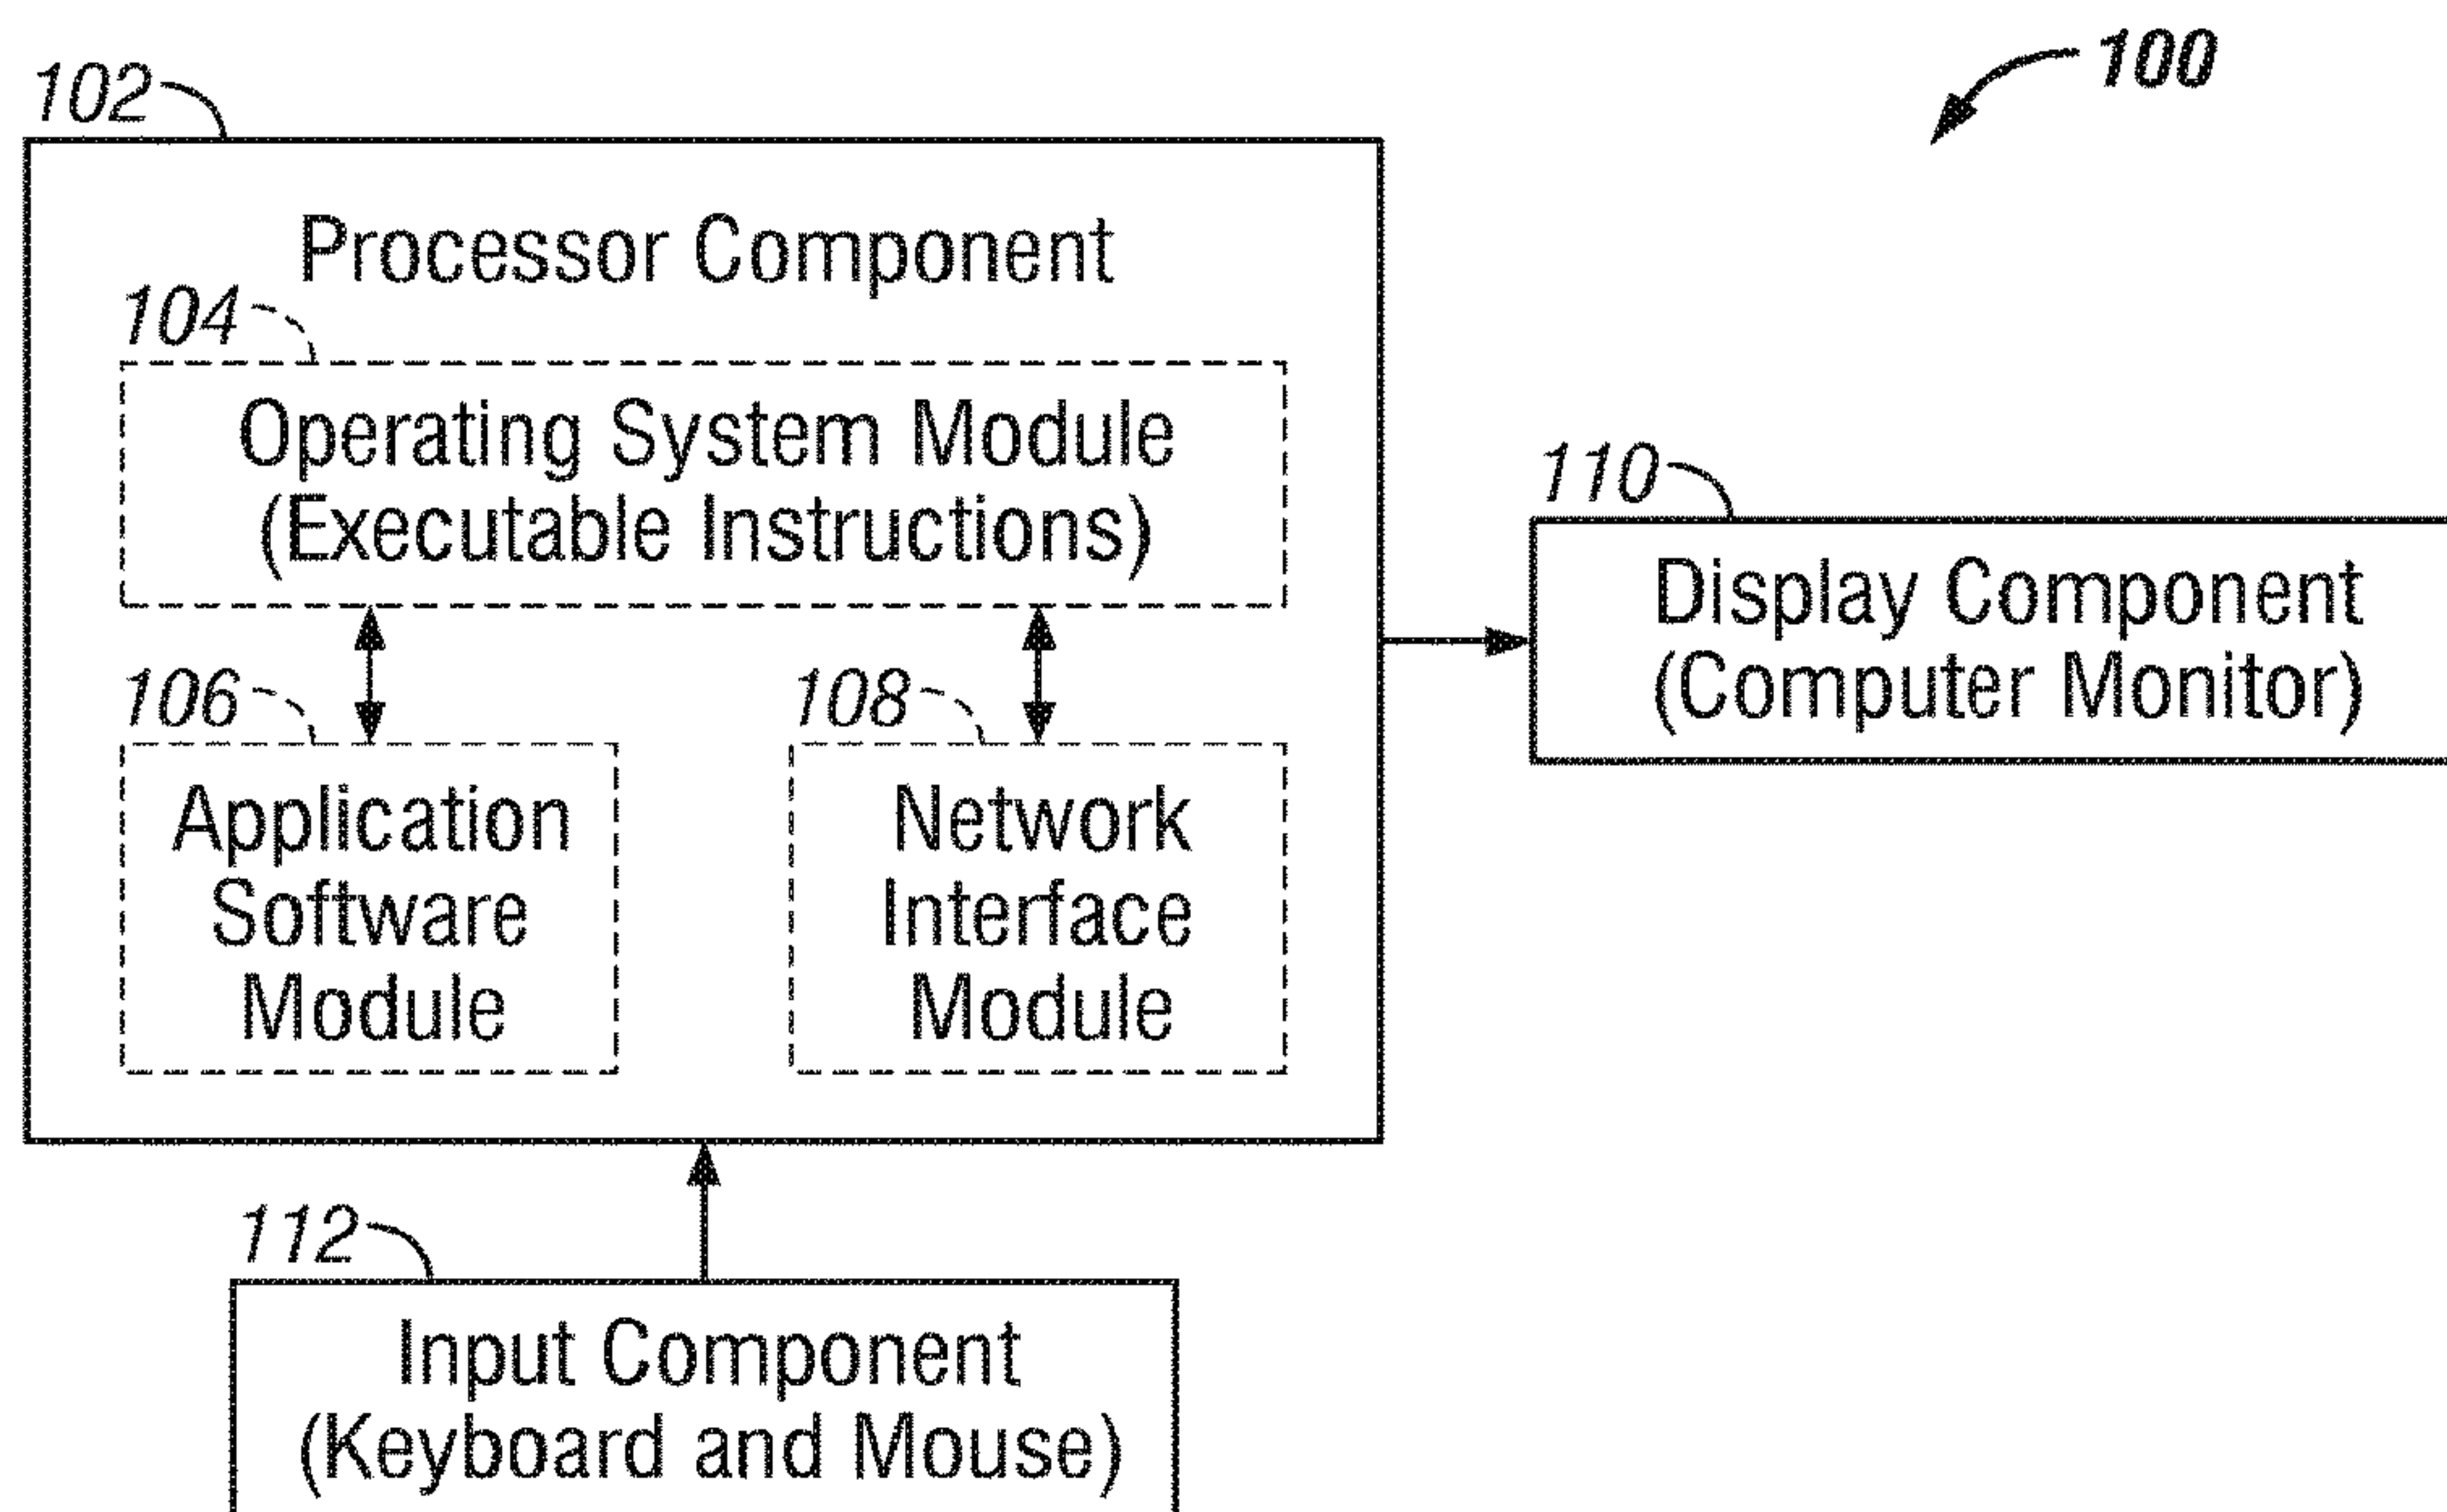 100
102
Processor Component
104
Operating System Module
(Executable Instructions)
110
Display Component
(Computer Monitor)
106
Application
Software
Module
108
Network
Interface
Module
112
Input Component
(Keyboard and Mouse)